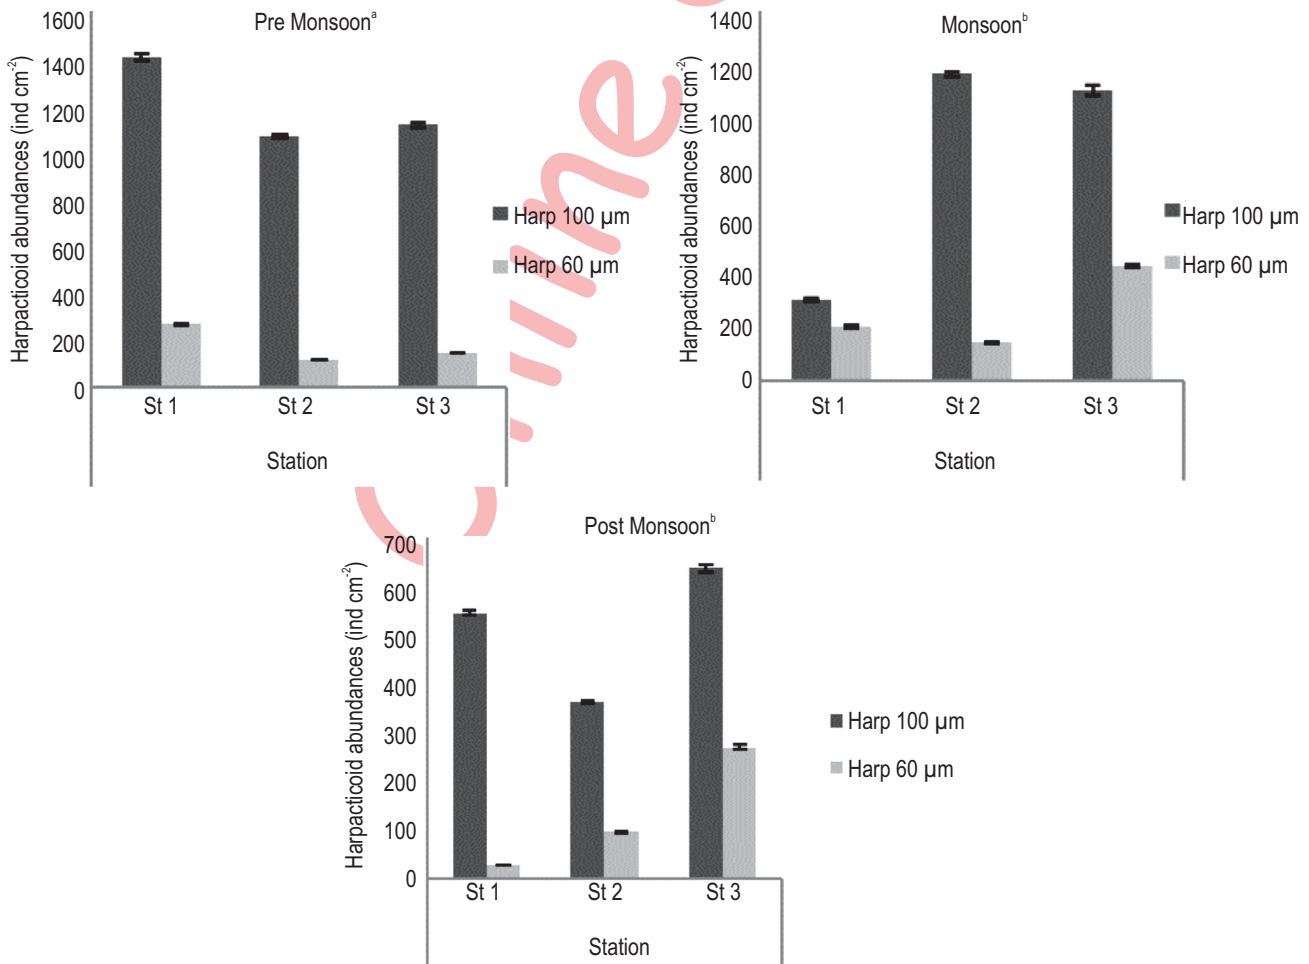 Pre Monsoonᵃ
Harpacticoid abundances (ind cm⁻²)
1600
1400
1200
1000
800
600
400
200
0
St 1 St 2 St 3
Station
Harp 100 µm
Harp 60 µm
Monsoonᵇ
Harpacticoid abundances (ind cm⁻²)
1400
1200
1000
800
600
400
200
0
St 1 St 2 St 3
Station
Harp 100 µm
Harp 60 µm
Post Monsoonᵇ
Harpacticoid abundances (ind cm⁻²)
700
600
500
400
300
200
100
0
St 1 St 2 St 3
Station
Harp 100 µm
Harp 60 µm